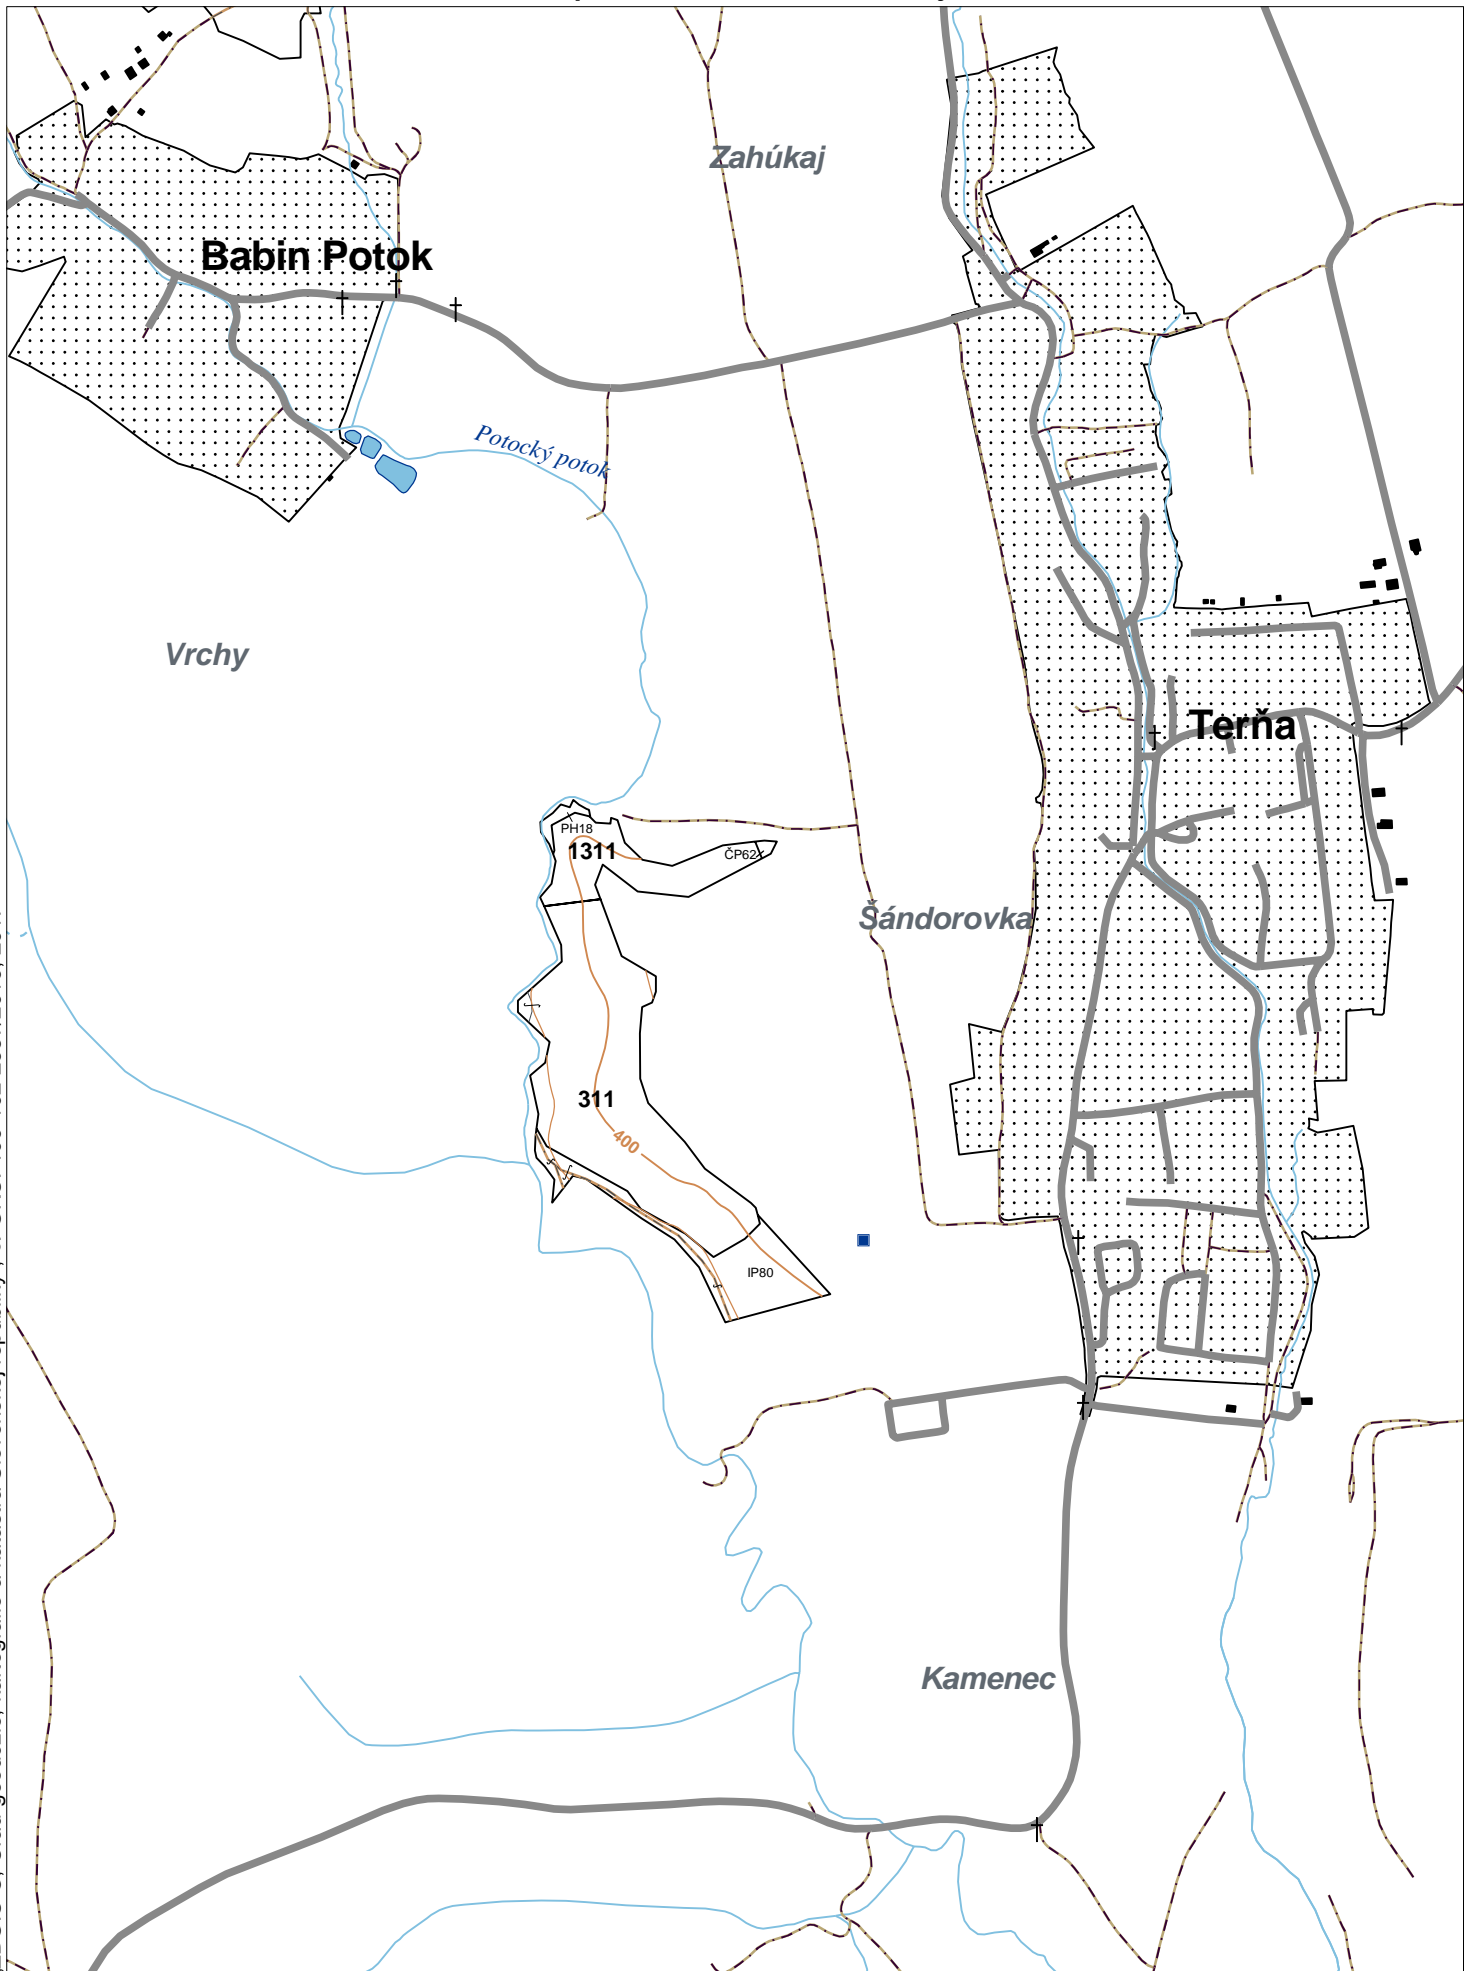 Zahúkaj
Babin Potok
Potocký potok
Vrchy
Terňa
PH18
1311
ČP62
Šándorovka
311
400
IP80
Kamenec